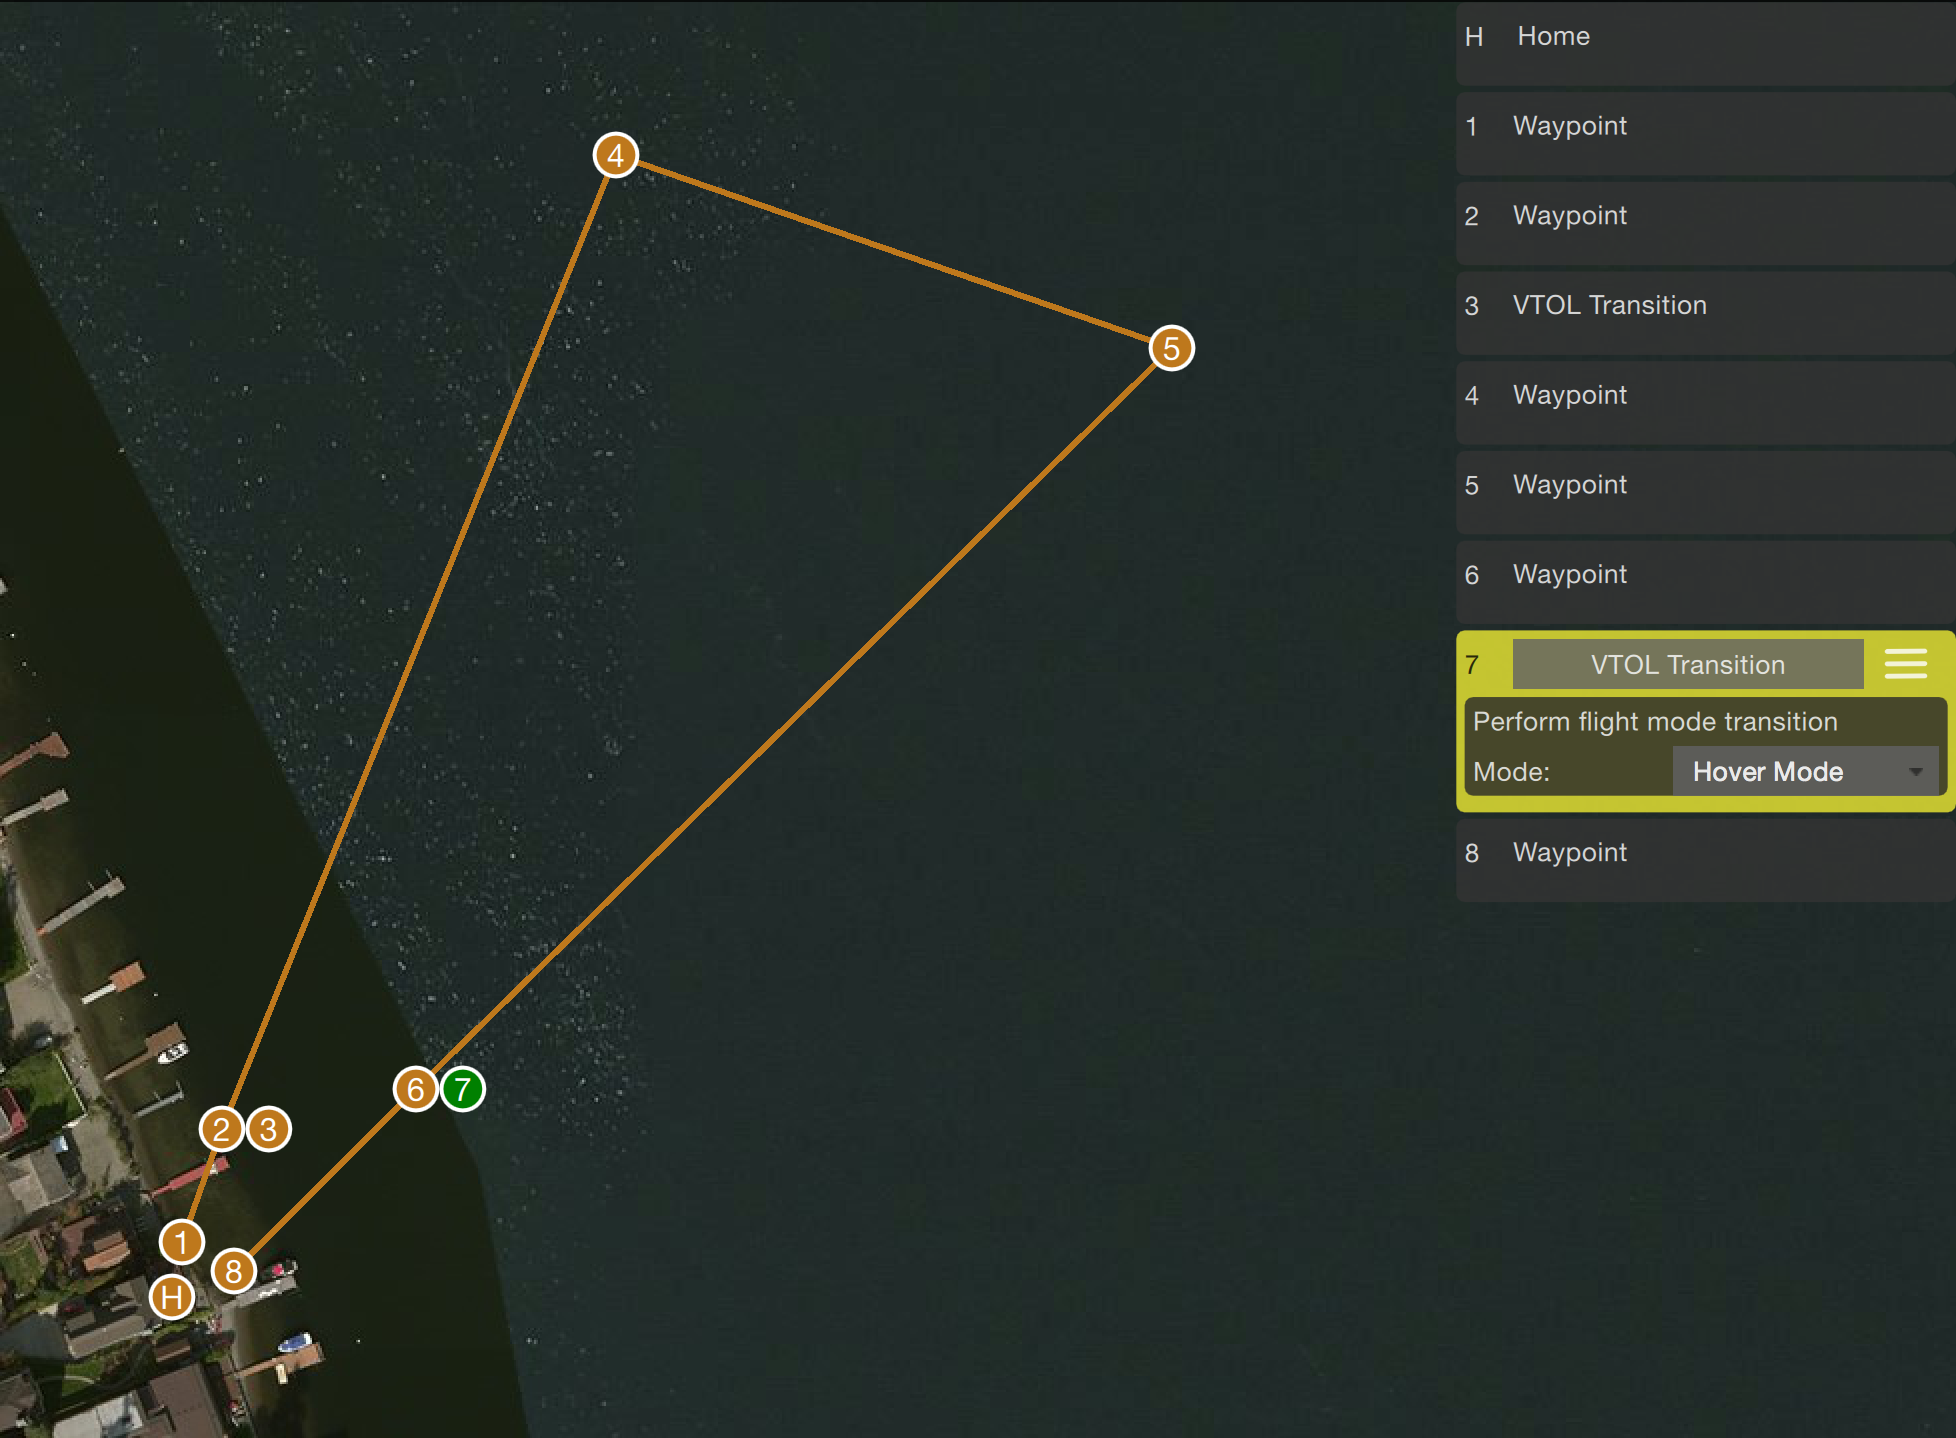 4
5
6 7
2 3
1
8
H
H Home
1 Waypoint
2 Waypoint
3 VTOL Transition
4 Waypoint
5 Waypoint
6 Waypoint
7 VTOL Transition
Perform flight mode transition
Mode: Hover Mode
8 Waypoint